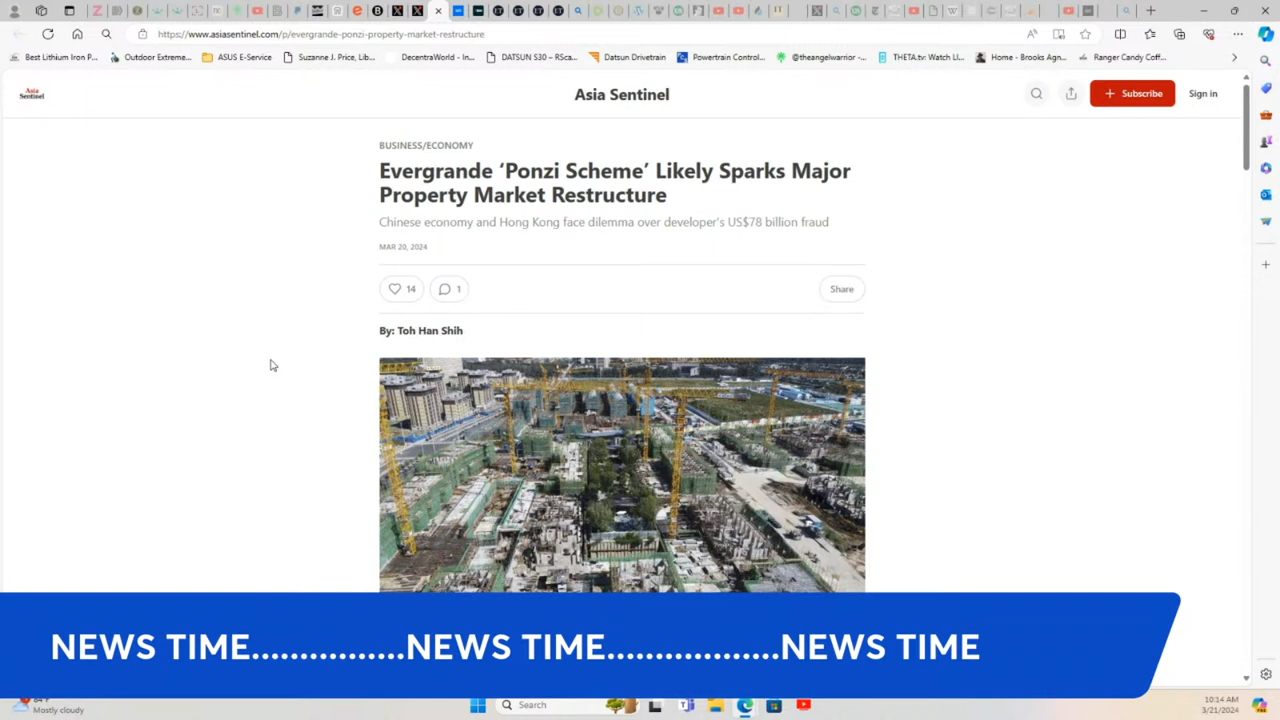 https://www.asiasentinel.com/p/evergrande-ponzi-property-market-restructure
Best Lithium Iron P...
Outdoor Extreme...
ASUS E-Service
Suzanne J. Price, Lib...
DecentraWorld - In...
DATSUN S30 – RSca...
Datsun Drivetrain
Powertrain Control...
@theangelwarrior -...
THETA.tv: Watch Li...
Home - Brooks Agn...
Ranger Candy Coff...
Asia Sentinel
Asia Sentinel
Subscribe
Sign in
BUSINESS/ECONOMY
Evergrande ‘Ponzi Scheme’ Likely Sparks Major
Property Market Restructure
Chinese economy and Hong Kong face dilemma over developer's US$78 billion fraud
MAR 20, 2024
14
1
Share
By: Toh Han Shih
NEWS TIME................NEWS TIME..................NEWS TIME
Mostly cloudy
Search
10:14 AM
3/21/2024